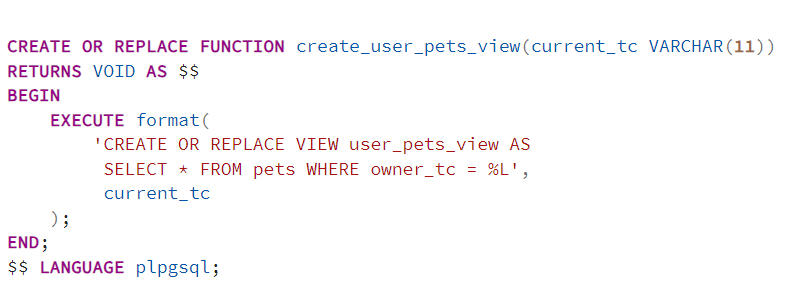 CREATE OR REPLACE FUNCTION create_user_pets_view(current_tc VARCHAR(11))
RETURNS VOID AS $$
BEGIN
    EXECUTE format(
        'CREATE OR REPLACE VIEW user_pets_view AS
         SELECT * FROM pets WHERE owner_tc = %L',
         current_tc
    );
END;
$$ LANGUAGE plpgsql;